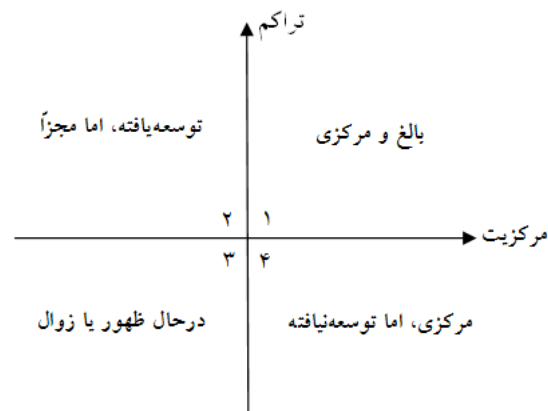 تراکم
بالغ و مرکزی
توسعه‌یافته، اما مجزّا
۱
۲
مرکزیت
۴
۳
مرکزی، اما توسعه‌نیافته
درحال ظهور یا زوال